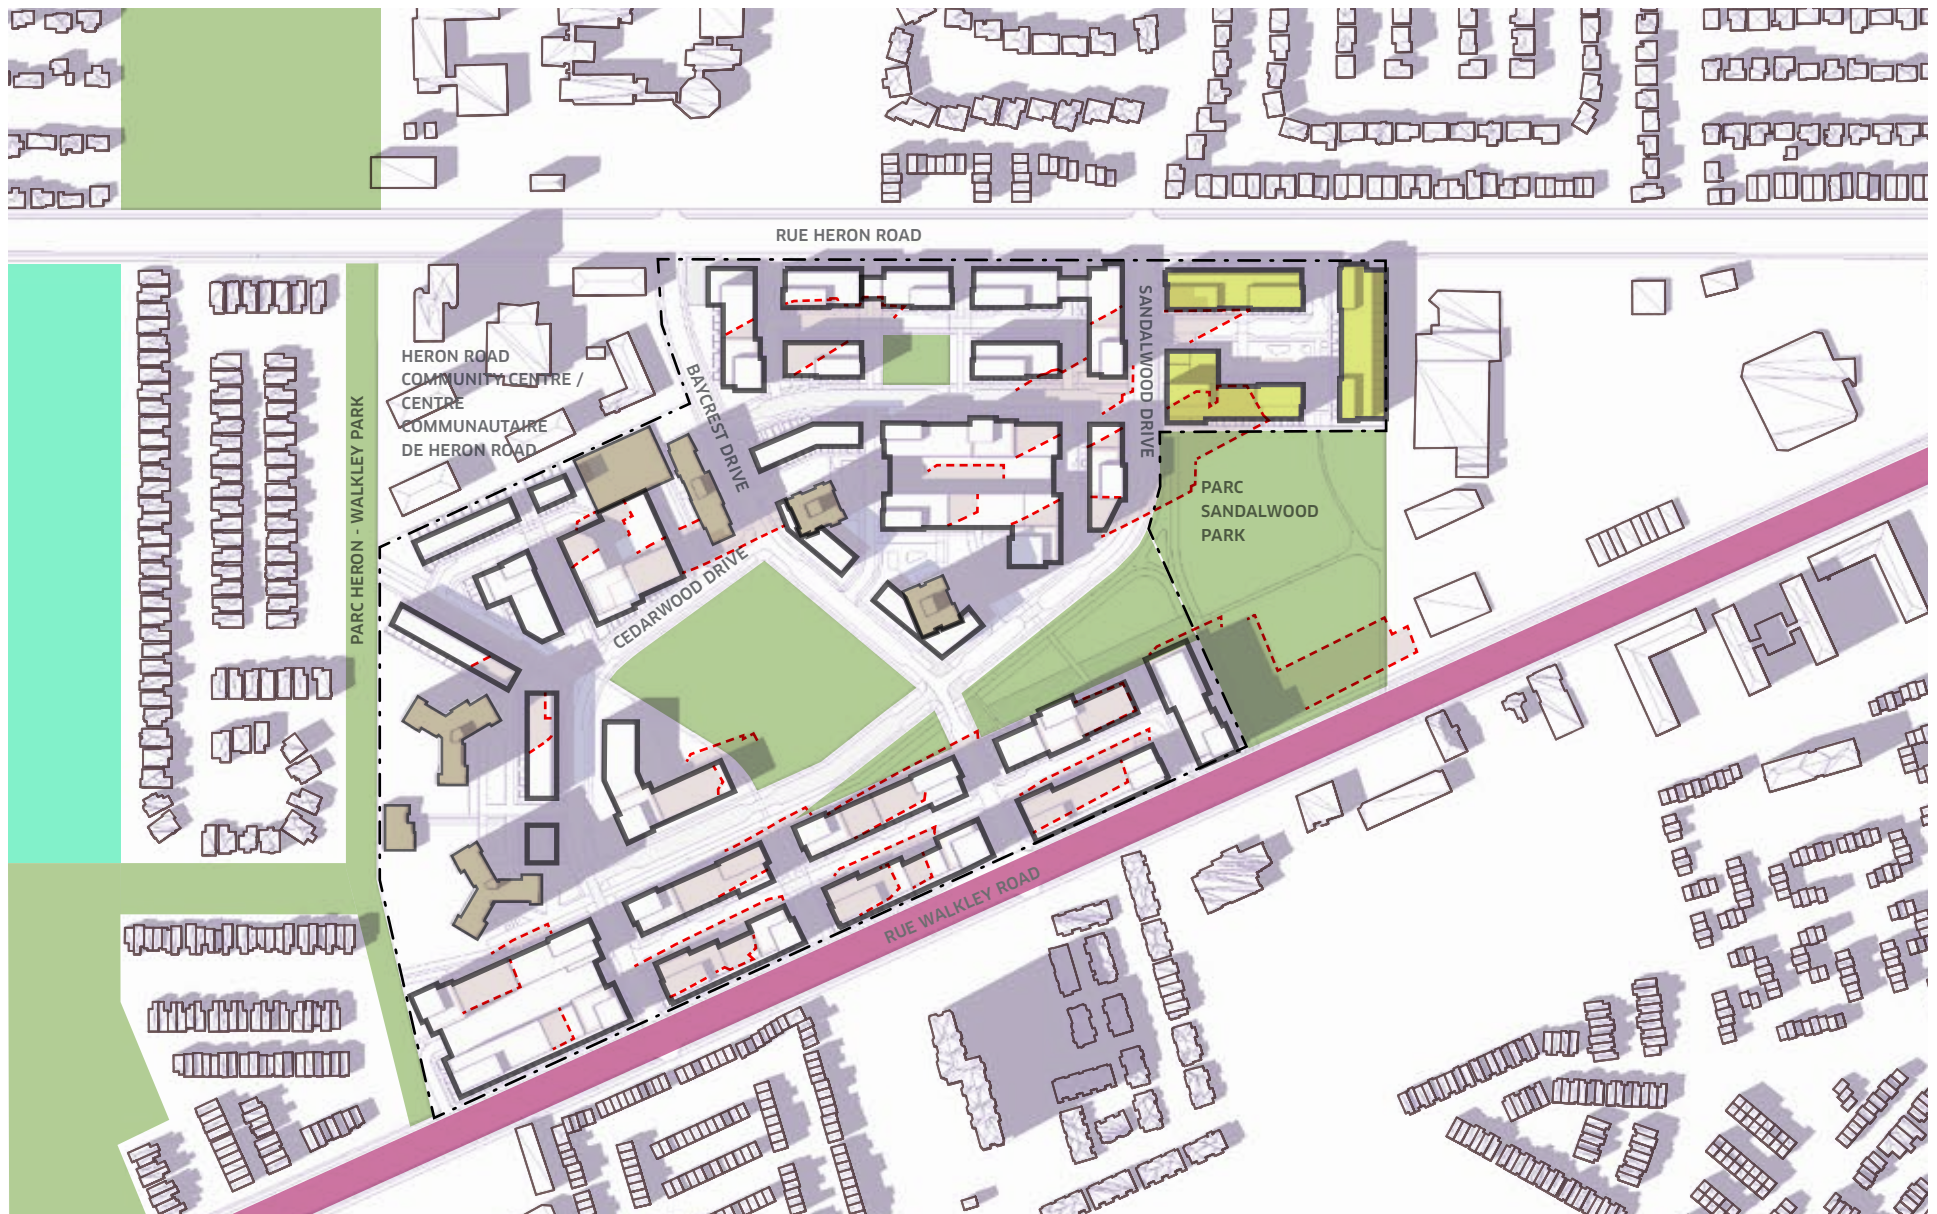 RUE HERON ROAD
SANDALWOOD DRIVE
HERON ROAD
COMMUNITY CENTRE /
CENTRE
COMMUNAUTAIRE
DE HERON ROAD
BAYCREST DRIVE
PARC HERON - WALKLEY PARK
PARC
SANDALWOOD
PARK
CEDARWOOD DRIVE
RUE WALKLEY ROAD